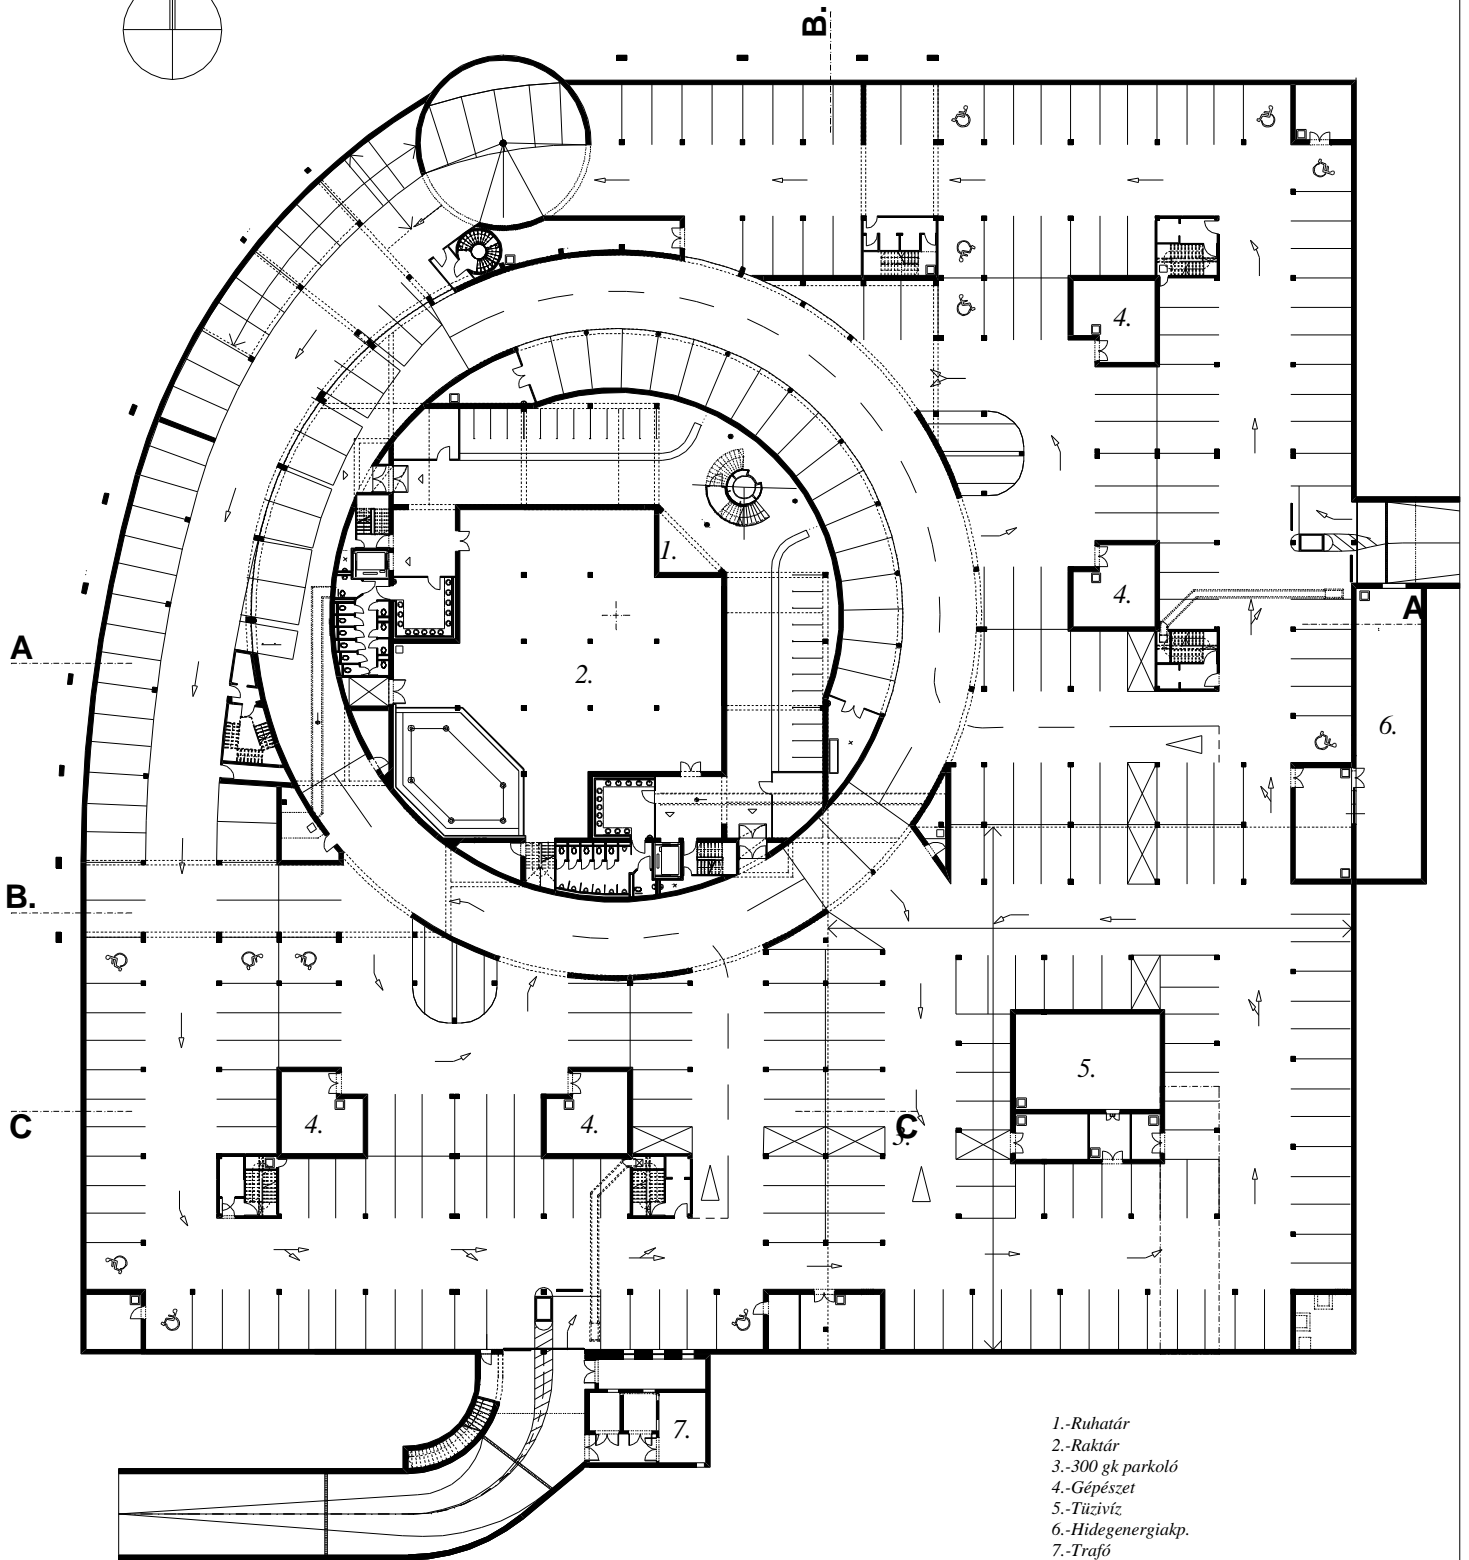 B.
4.
1.
4.
A
A
2.
6.
B.
5.
C
4.
4.
C
3.
7.
1.-Ruhatár
2.-Raktár
3.-300 gk parkoló
4.-Gépészet
5.-Tüzivíz
6.-Hidegenergiakp.
7.-Trafó